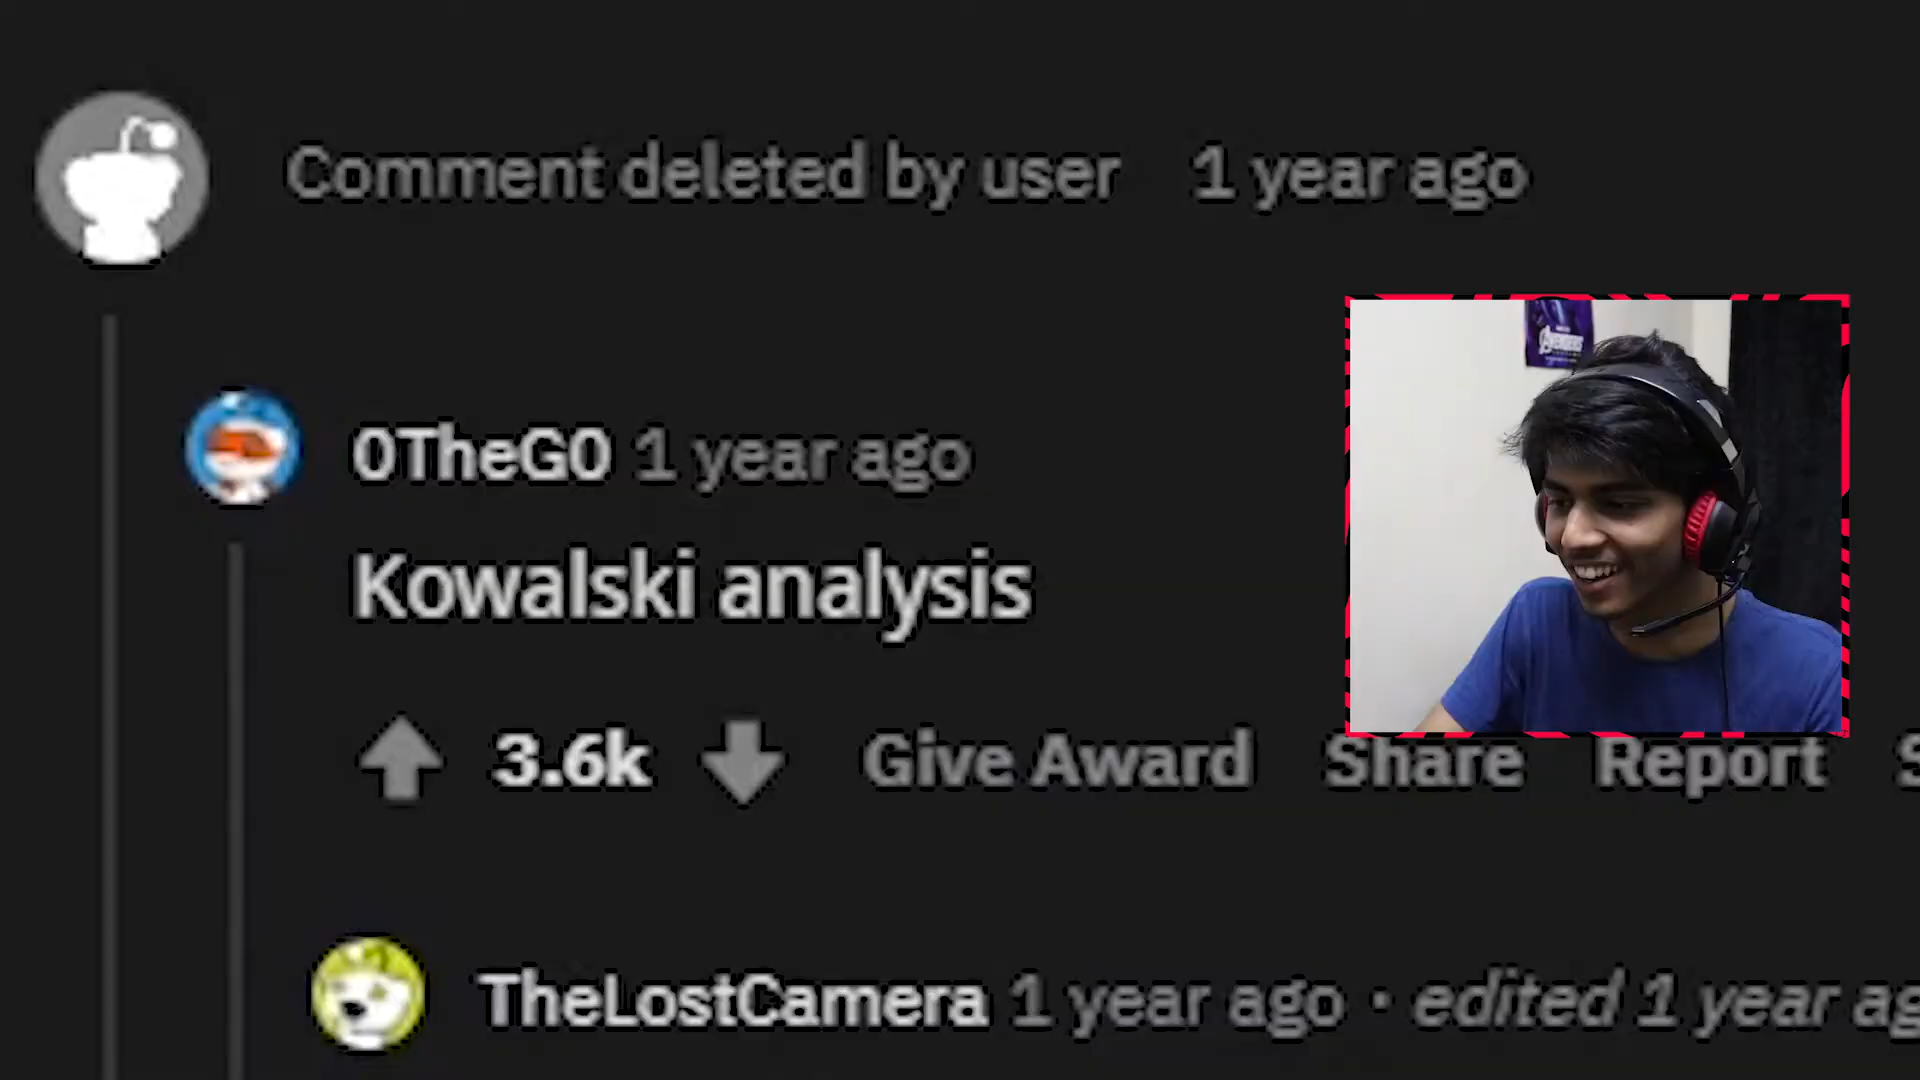 Comment deleted by user 1 year ago
AVENGERS
0TheG0 1 year ago
Kowalski analysis
3.6k Give Award Share Report
TheLostCamera 1 year ago · edited 1 year ag